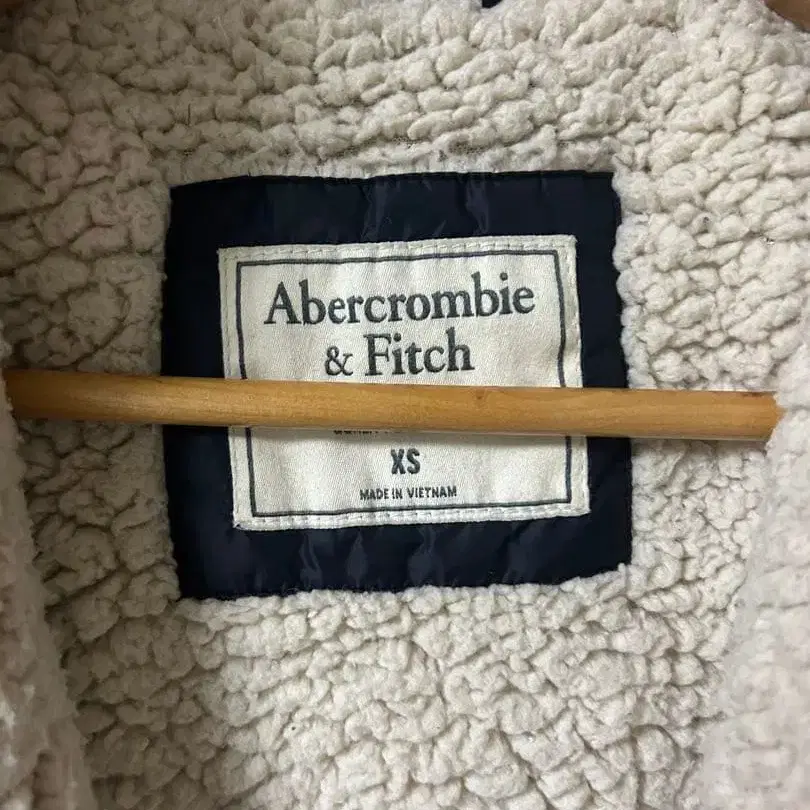 Abercrombie
& Fitch
XS
MADE IN VIETNAM